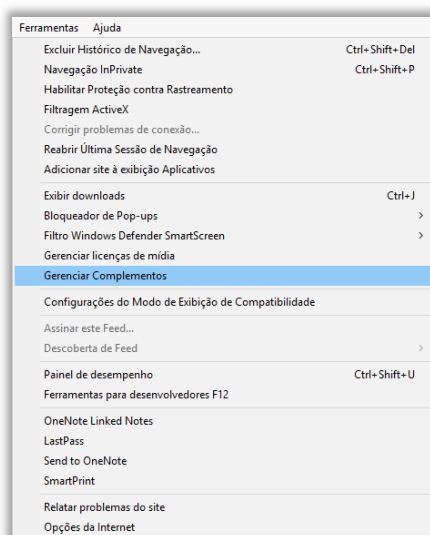 Ferramentas Ajuda
Excluir Histórico de Navegação... Ctrl+Shift+Del
Navegação InPrivate Ctrl+Shift+P
Habilitar Proteção contra Rastreamento
Filtragem ActiveX
Corrigir problemas de conexão...
Reabrir Última Sessão de Navegação
Adicionar site à exibição Aplicativos
Exibir downloads Ctrl+J
Bloqueador de Pop-ups
Filtro Windows Defender SmartScreen
Gerenciar licenças de mídia
Gerenciar Complementos
Configurações do Modo de Exibição de Compatibilidade
Assinar este Feed...
Descoberta de Feed
Painel de desempenho Ctrl+Shift+U
Ferramentas para desenvolvedores F12
OneNote Linked Notes
LastPass
Send to OneNote
SmartPrint
Relatar problemas do site
Opções da Internet